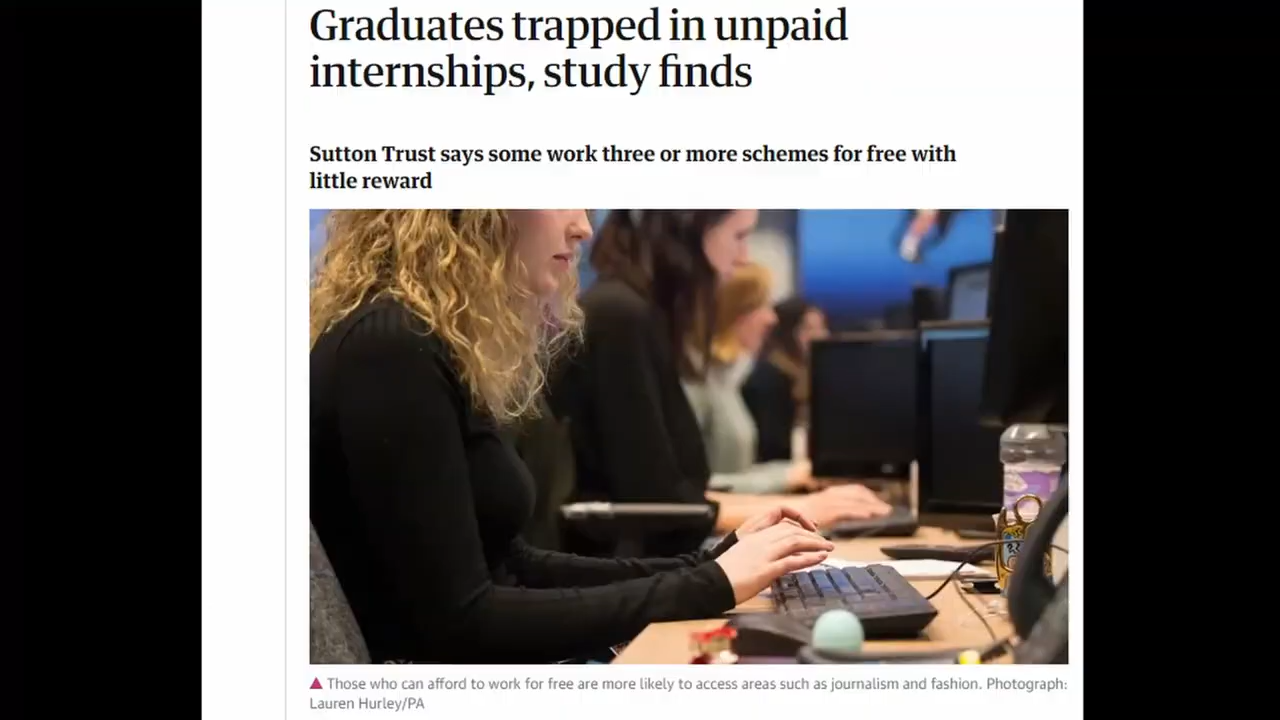 Graduates trapped in unpaid
internships, study finds
Sutton Trust says some work three or more schemes for free with
little reward
Those who can afford to work for free are more likely to access areas such as journalism and fashion. Photograph:
Lauren Hurley/PA